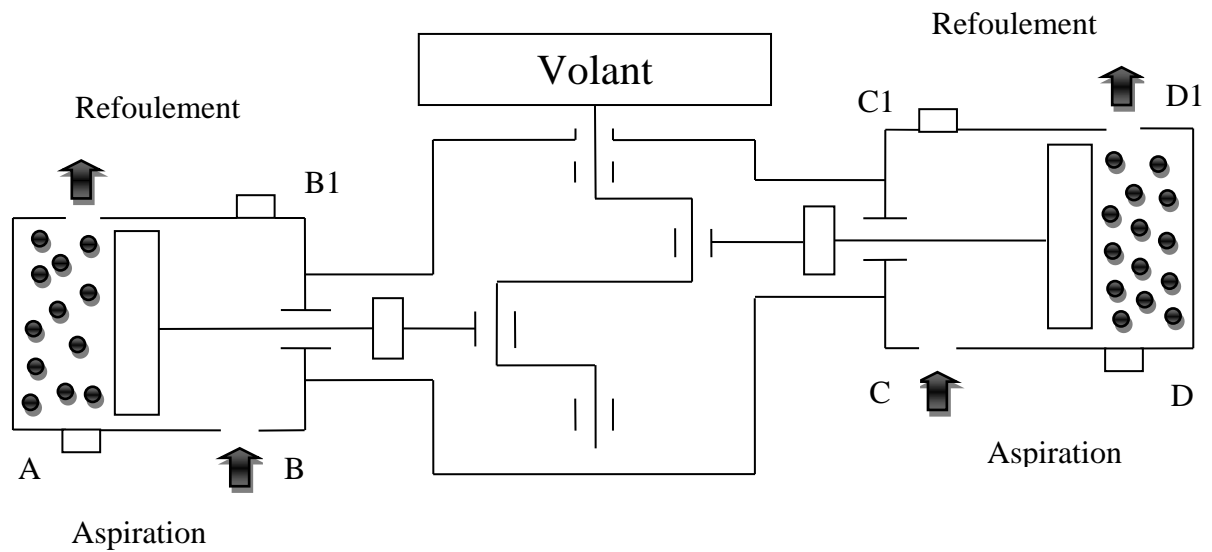 Refoulement
Volant
C1
D1
Refoulement
B1
A
B
C
D
Aspiration
Aspiration